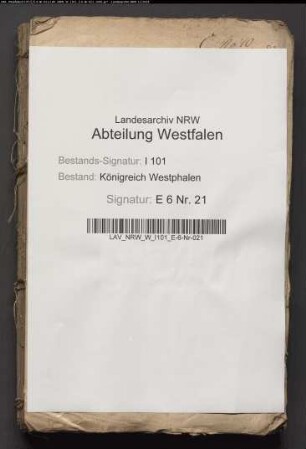 Landesarchiv NRW
Abteilung Westfalen
Bestands-Signatur: I 101
Bestand: Königreich Westphalen
Signatur: E 6 Nr. 21
LAV_NRW_W_I101_E-6-Nr-021